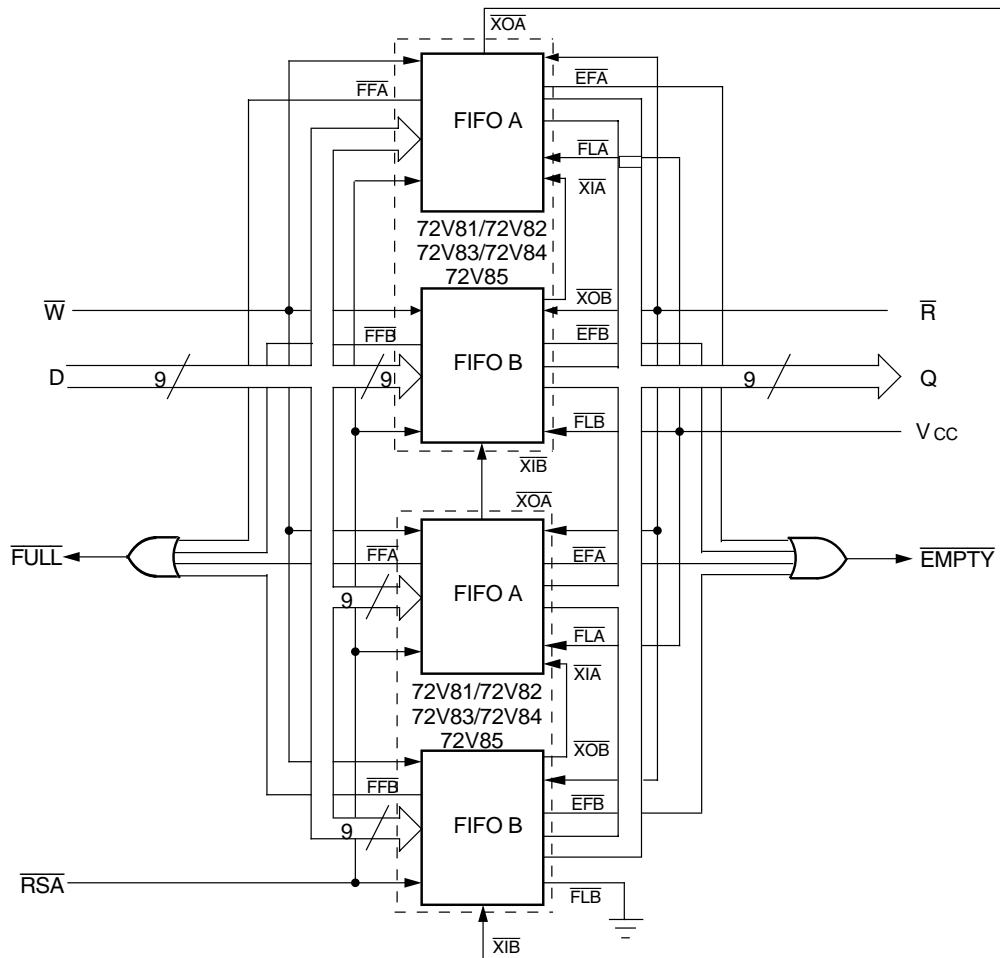 XOA
FFA
EFA
FIFO A
FLA
XIA
72V81/72V82
72V83/72V84
72V85
W
XOB
R
FFB
EFB
FIFO B
D
9
9
9
Q
FLB
VCC
XIB
XOA
FULL
FFA
EFA
EMPTY
FIFO A
9
FLA
XIA
72V81/72V82
72V83/72V84
72V85
XOB
FFB
EFB
FIFO B
9
RSA
FLB
XIB